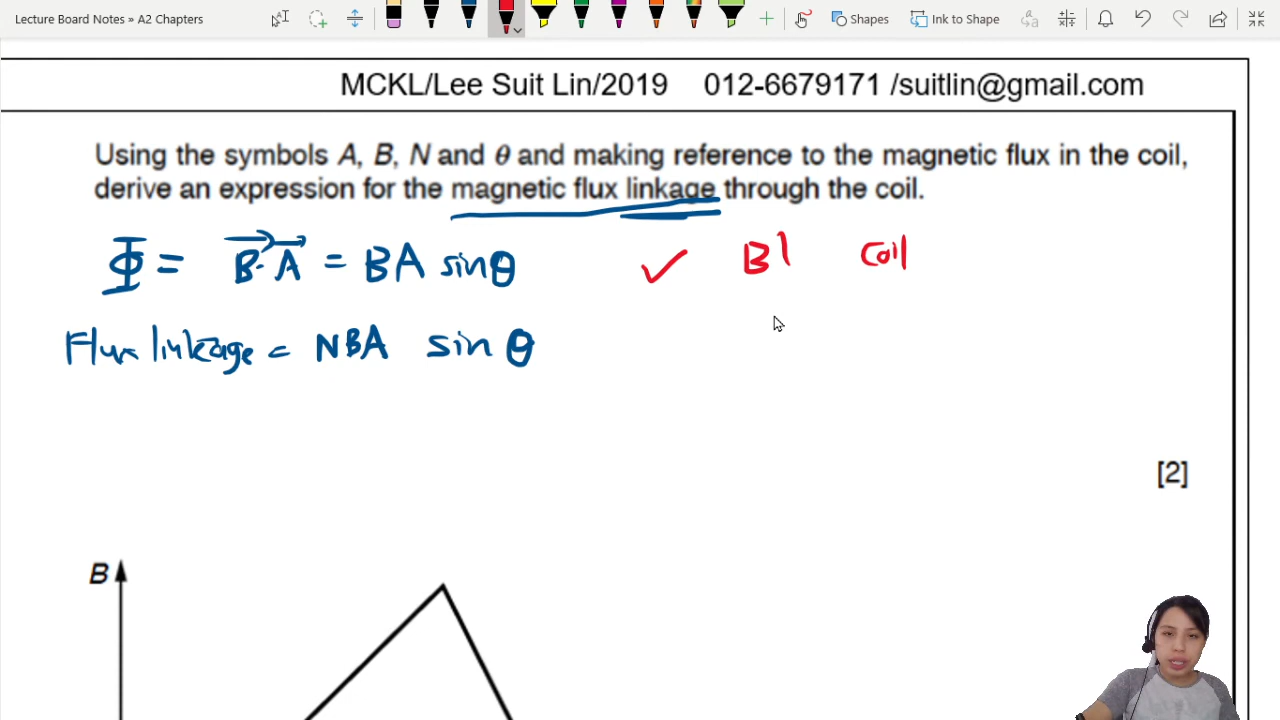 Lecture Board Notes » A2 Chapters
Shapes
Ink to Shape
MCKL/Lee Suit Lin/2019 012-6679171 /suitlin@gmail.com
Using the symbols A, B, N and θ and making reference to the magnetic flux in the coil,
derive an expression for the magnetic flux linkage through the coil.
Φ = B · A = BA sinθ ✓ B1 coil
Flux linkage = NBA sin θ
[2]
B